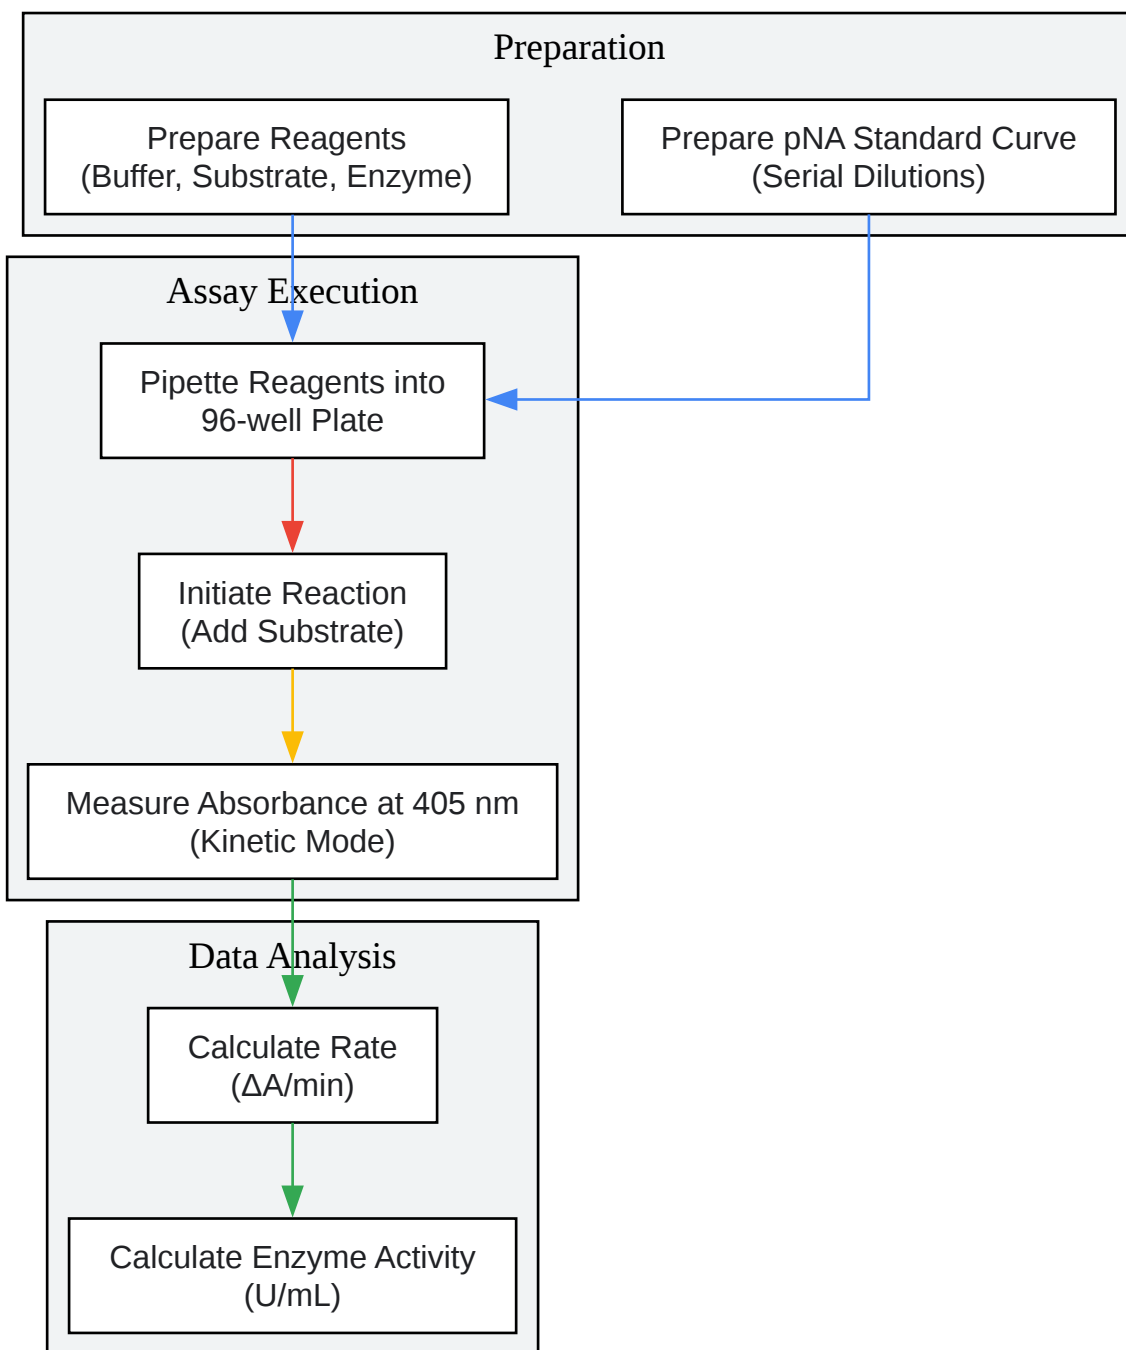 Preparation
Prepare Reagents
(Buffer, Substrate, Enzyme)
Prepare pNA Standard Curve
(Serial Dilutions)
Assay Execution
Pipette Reagents into
96-well Plate
Initiate Reaction
(Add Substrate)
Measure Absorbance at 405 nm
(Kinetic Mode)
Data Analysis
Calculate Rate
(ΔA/min)
Calculate Enzyme Activity
(U/mL)